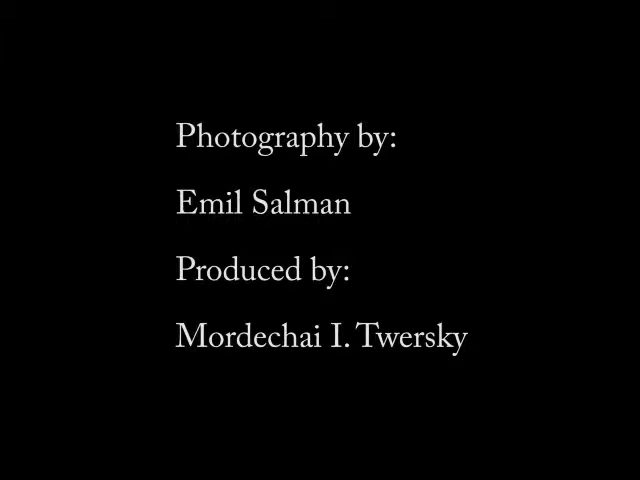 Photography by:
Emil Salman
Produced by:
Mordechai I. Twersky